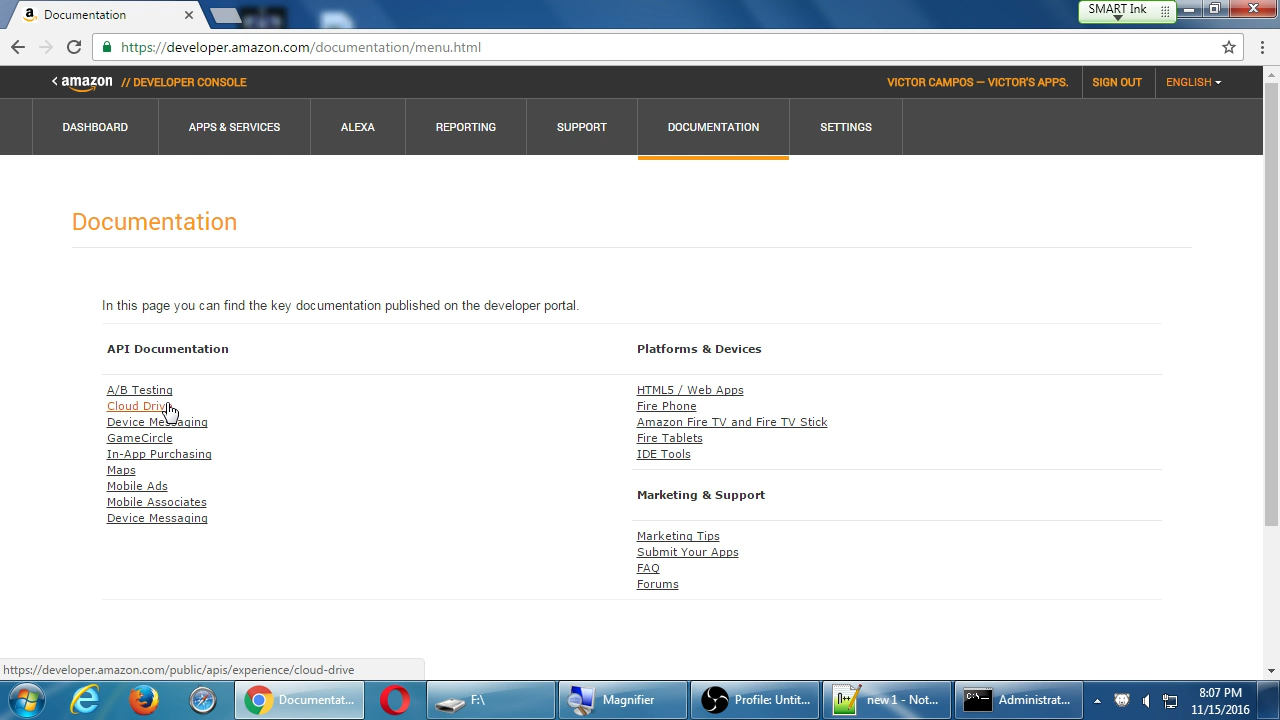 Documentation
SMART Ink
https://developer.amazon.com/documentation/menu.html
amazon // DEVELOPER CONSOLE
VICTOR CAMPOS — VICTOR'S APPS.
SIGN OUT
ENGLISH
DASHBOARD
APPS & SERVICES
ALEXA
REPORTING
SUPPORT
DOCUMENTATION
SETTINGS
Documentation
In this page you can find the key documentation published on the developer portal.
API Documentation
A/B Testing
Cloud Driv
Device Messaging
GameCircle
In-App Purchasing
Maps
Mobile Ads
Mobile Associates
Device Messaging
Platforms & Devices
HTML5 / Web Apps
Fire Phone
Amazon Fire TV and Fire TV Stick
Fire Tablets
IDE Tools
Marketing & Support
Marketing Tips
Submit Your Apps
FAQ
Forums
https://developer.amazon.com/public/apis/experience/cloud-drive
Documentat...
F:\
Magnifier
Profile: Untit...
new 1 - Not...
Administrat...
8:07 PM
11/15/2016